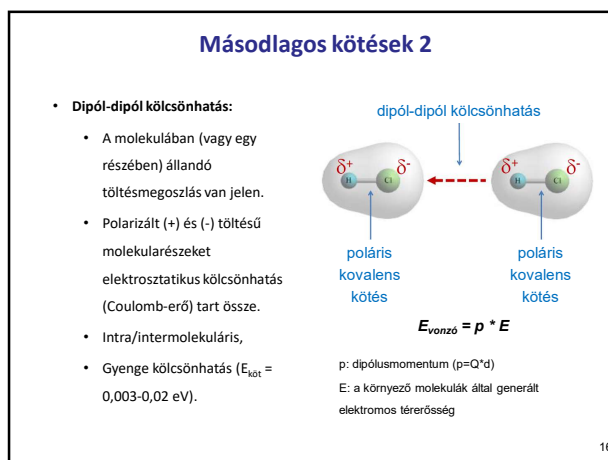 Másodlagos kötések 2
• Dipól-dipól kölcsönhatás:
• A molekulában (vagy egy
részében) állandó
töltésmegoszlás van jelen.
• Polarizált (+) és (-) töltésű
molekularészeket
elektrosztatikus kölcsönhatás
(Coulomb-erő) tart össze.
• Intra/intermolekuláris,
• Gyenge kölcsönhatás (Eköt =
0,003-0,02 eV).
dipól-dipól kölcsönhatás
δ+ δ- δ+ δ-
H Cl H Cl
poláris
kovalens
kötés
poláris
kovalens
kötés
Evonzó = p * E
p: dipólusmomentum (p=Q*d)
E: a környező molekulák által generált
elektromos térerősség
16